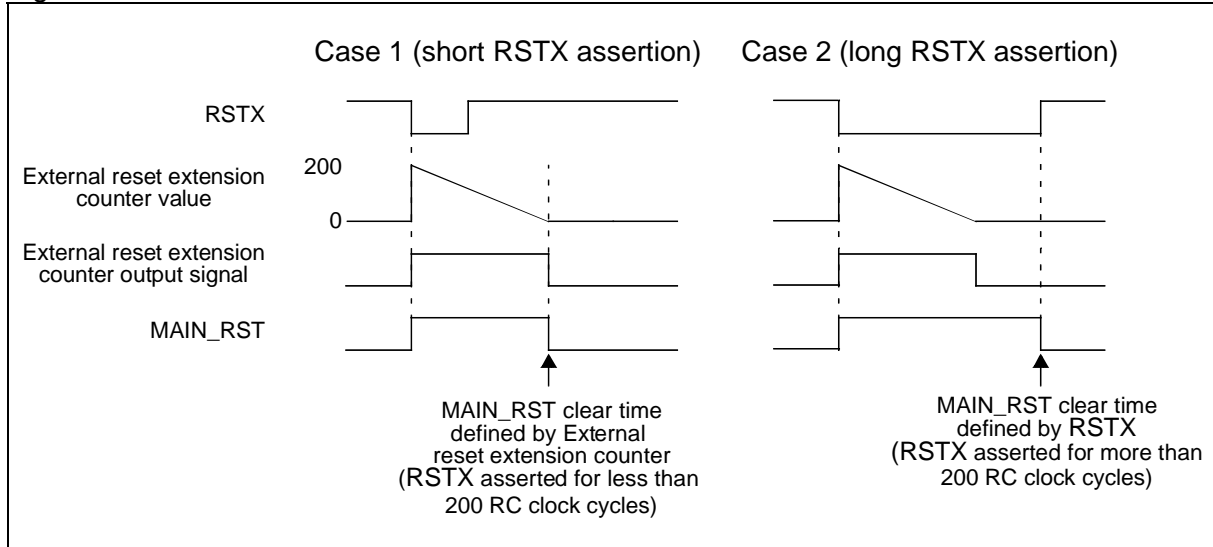 Case 1 (short RSTX assertion)
Case 2 (long RSTX assertion)
RSTX
External reset extension
counter value
200
0
External reset extension
counter output signal
MAIN_RST
MAIN_RST clear time
defined by External
reset extension counter
(RSTX asserted for less than
200 RC clock cycles)
MAIN_RST clear time
defined by RSTX
(RSTX asserted for more than
200 RC clock cycles)